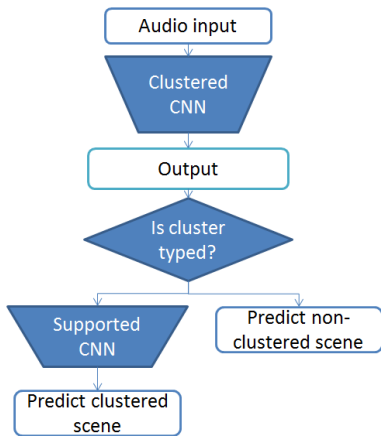 Audio input
Clustered
CNN
Output
Is cluster
typed?
Supported
CNN
Predict non-
clustered scene
Predict clustered
scene